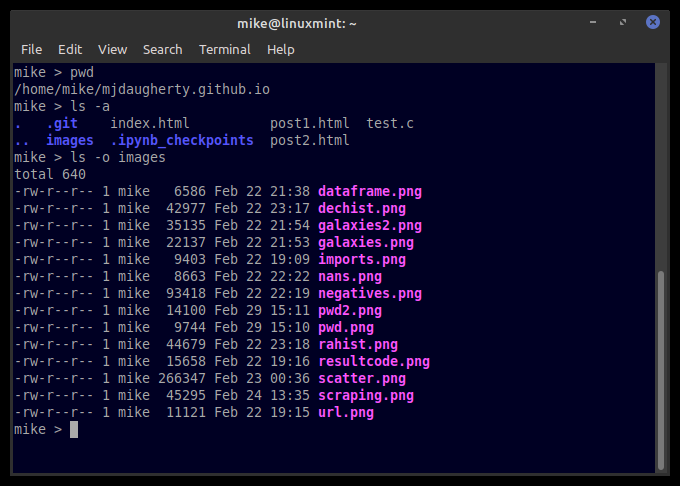 mike@linuxmint: ~
File Edit View Search Terminal Help
mike > pwd
/home/mike/mjdaugherty.github.io
mike > ls -a
.   .git    index.html          post1.html  test.c
..  images  .ipynb_checkpoints  post2.html
mike > ls -o images
total 640
-rw-r--r-- 1 mike   6586 Feb 22 21:38 dataframe.png
-rw-r--r-- 1 mike  42977 Feb 22 23:17 dechist.png
-rw-r--r-- 1 mike  35135 Feb 22 21:54 galaxies2.png
-rw-r--r-- 1 mike  22137 Feb 22 21:53 galaxies.png
-rw-r--r-- 1 mike   9403 Feb 22 19:09 imports.png
-rw-r--r-- 1 mike   8663 Feb 22 22:22 nans.png
-rw-r--r-- 1 mike  93418 Feb 22 22:19 negatives.png
-rw-r--r-- 1 mike  14100 Feb 29 15:11 pwd2.png
-rw-r--r-- 1 mike   9744 Feb 29 15:10 pwd.png
-rw-r--r-- 1 mike  44679 Feb 22 23:18 rahist.png
-rw-r--r-- 1 mike  15658 Feb 22 19:16 resultcode.png
-rw-r--r-- 1 mike 266347 Feb 23 00:36 scatter.png
-rw-r--r-- 1 mike  45295 Feb 24 13:35 scraping.png
-rw-r--r-- 1 mike  11121 Feb 22 19:15 url.png
mike >